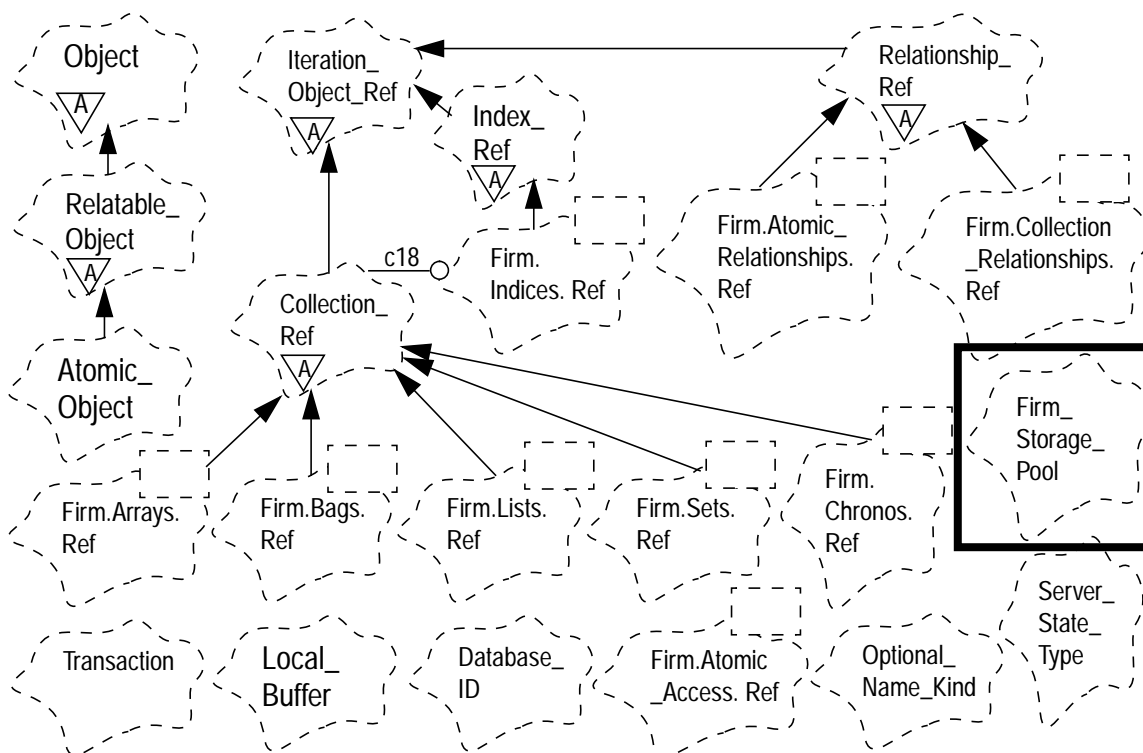 Object
A
Iteration_
Object_Ref
A
Relationship_
Ref
A
Index_
Ref
A
Relatable_
Object
A
Firm.Atomic_
Relationships.
Ref
Firm.Collection
_Relationships.
Ref
c18
Firm.
Indices. Ref
Collection_
Ref
A
Atomic_
Object
Firm_
Storage_
Pool
Firm.Arrays.
Ref
Firm.Bags.
Ref
Firm.Lists.
Ref
Firm.Sets.
Ref
Firm.
Chronos.
Ref
Server_
State_
Type
Transaction
Local_
Buffer
Database_
ID
Firm.Atomic
_Access. Ref
Optional_
Name_Kind